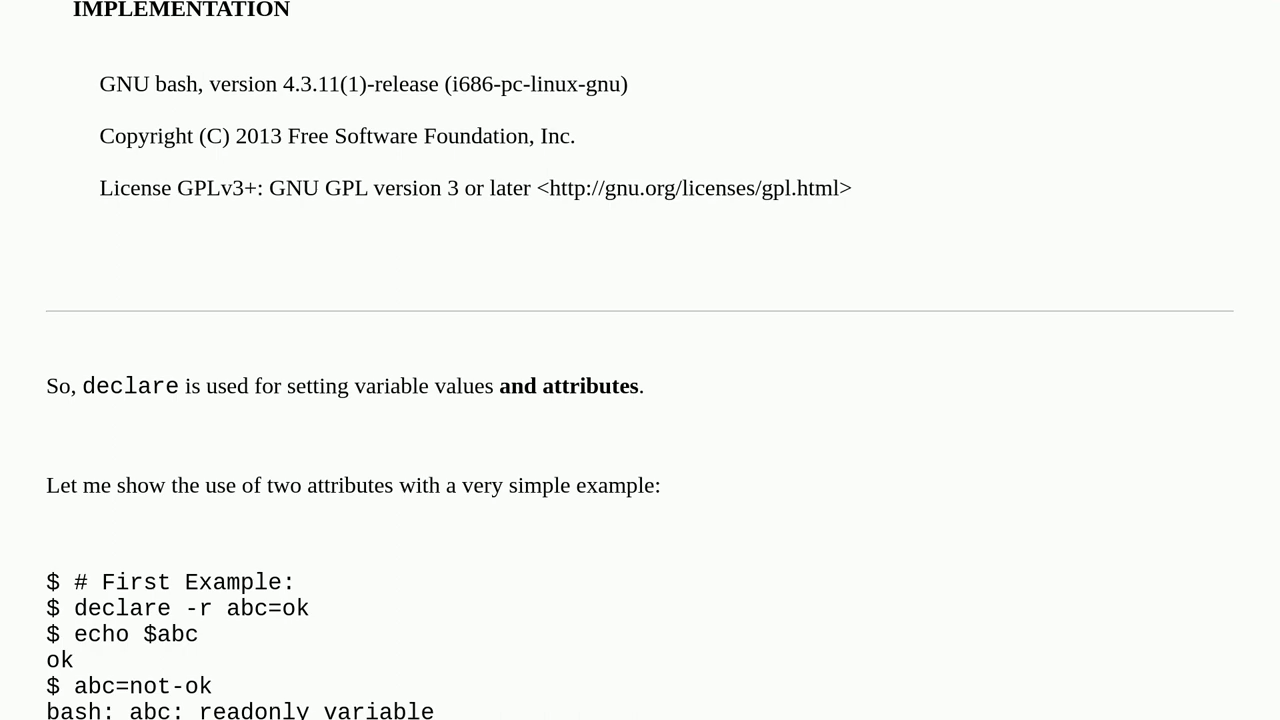 IMPLEMENTATION
GNU bash, version 4.3.11(1)-release (i686-pc-linux-gnu)
Copyright (C) 2013 Free Software Foundation, Inc.
License GPLv3+: GNU GPL version 3 or later <http://gnu.org/licenses/gpl.html>
So, declare is used for setting variable values and attributes.
Let me show the use of two attributes with a very simple example:
$ # First Example:
$ declare -r abc=ok
$ echo $abc
ok
$ abc=not-ok
bash: abc: readonly variable